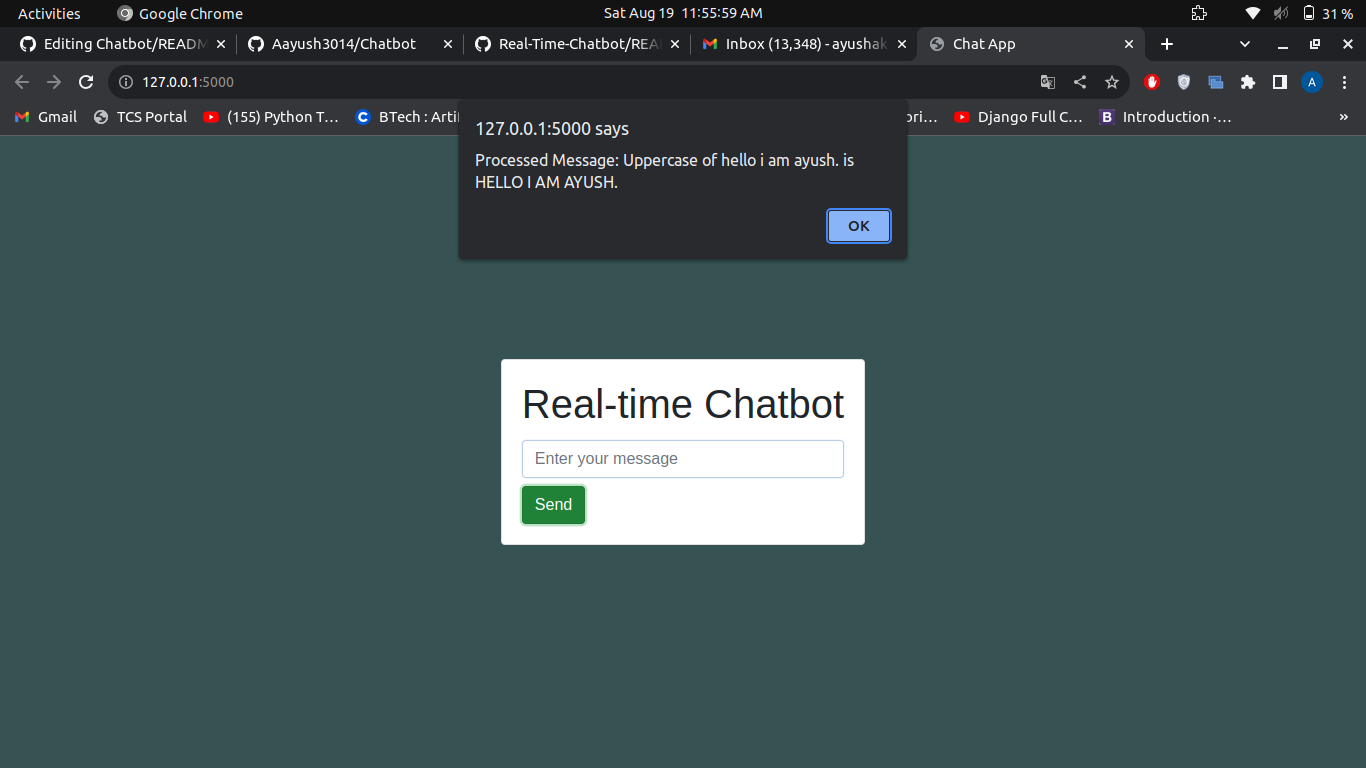 Activities Google Chrome Sat Aug 19 11:55:59 AM 31 %
Editing Chatbot/READM Aayush3014/Chatbot Real-Time-Chatbot/REA Inbox (13,348) - ayushak Chat App
127.0.0.1:5000 A
Gmail TCS Portal (155) Python T… BTech : Artif ori… Django Full C… B Introduction ·… »
127.0.0.1:5000 says
Processed Message: Uppercase of hello i am ayush. is
HELLO I AM AYUSH.
OK
Real-time Chatbot
Enter your message
Send